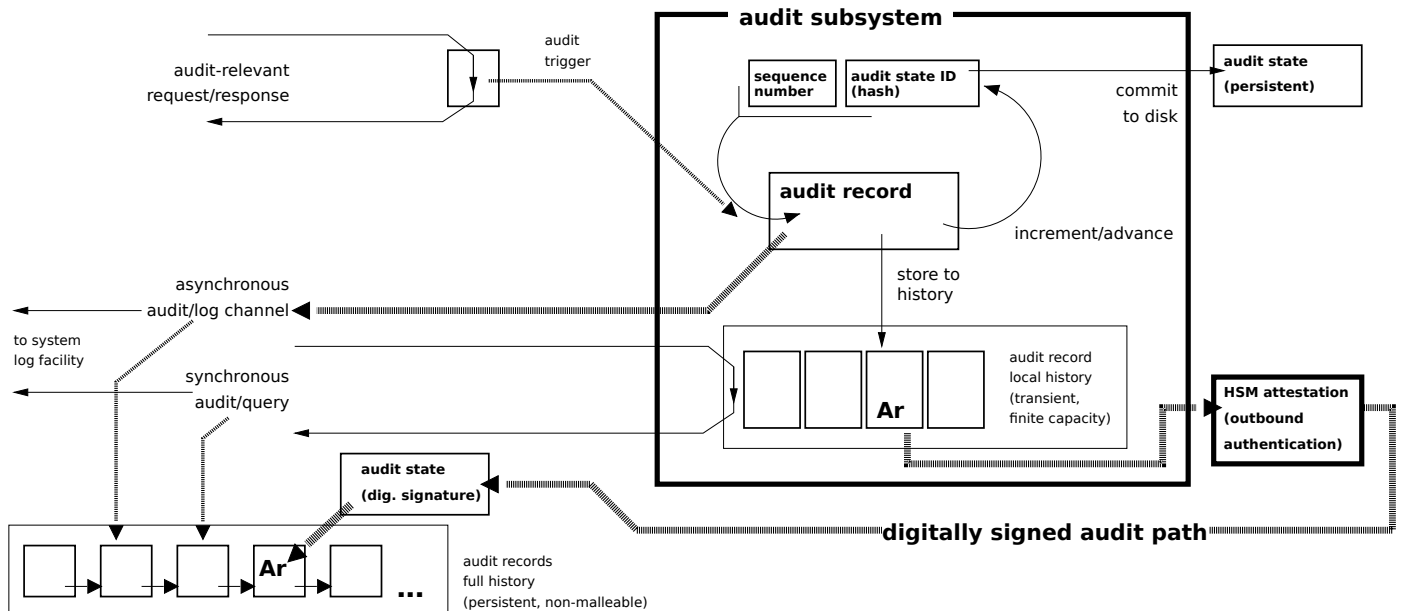 audit subsystem
audit
trigger
audit-relevant
request/response
sequence
number
audit state ID
(hash)
audit state
(persistent)
commit
to disk
audit record
increment/advance
store to
history
asynchronous
audit/log channel
to system
log facility
synchronous
audit/query
audit record
local history
(transient,
finite capacity)
Ar
HSM attestation
(outbound
authentication)
audit state
(dig. signature)
digitally signed audit path
Ar
...
audit records
full history
(persistent, non-malleable)